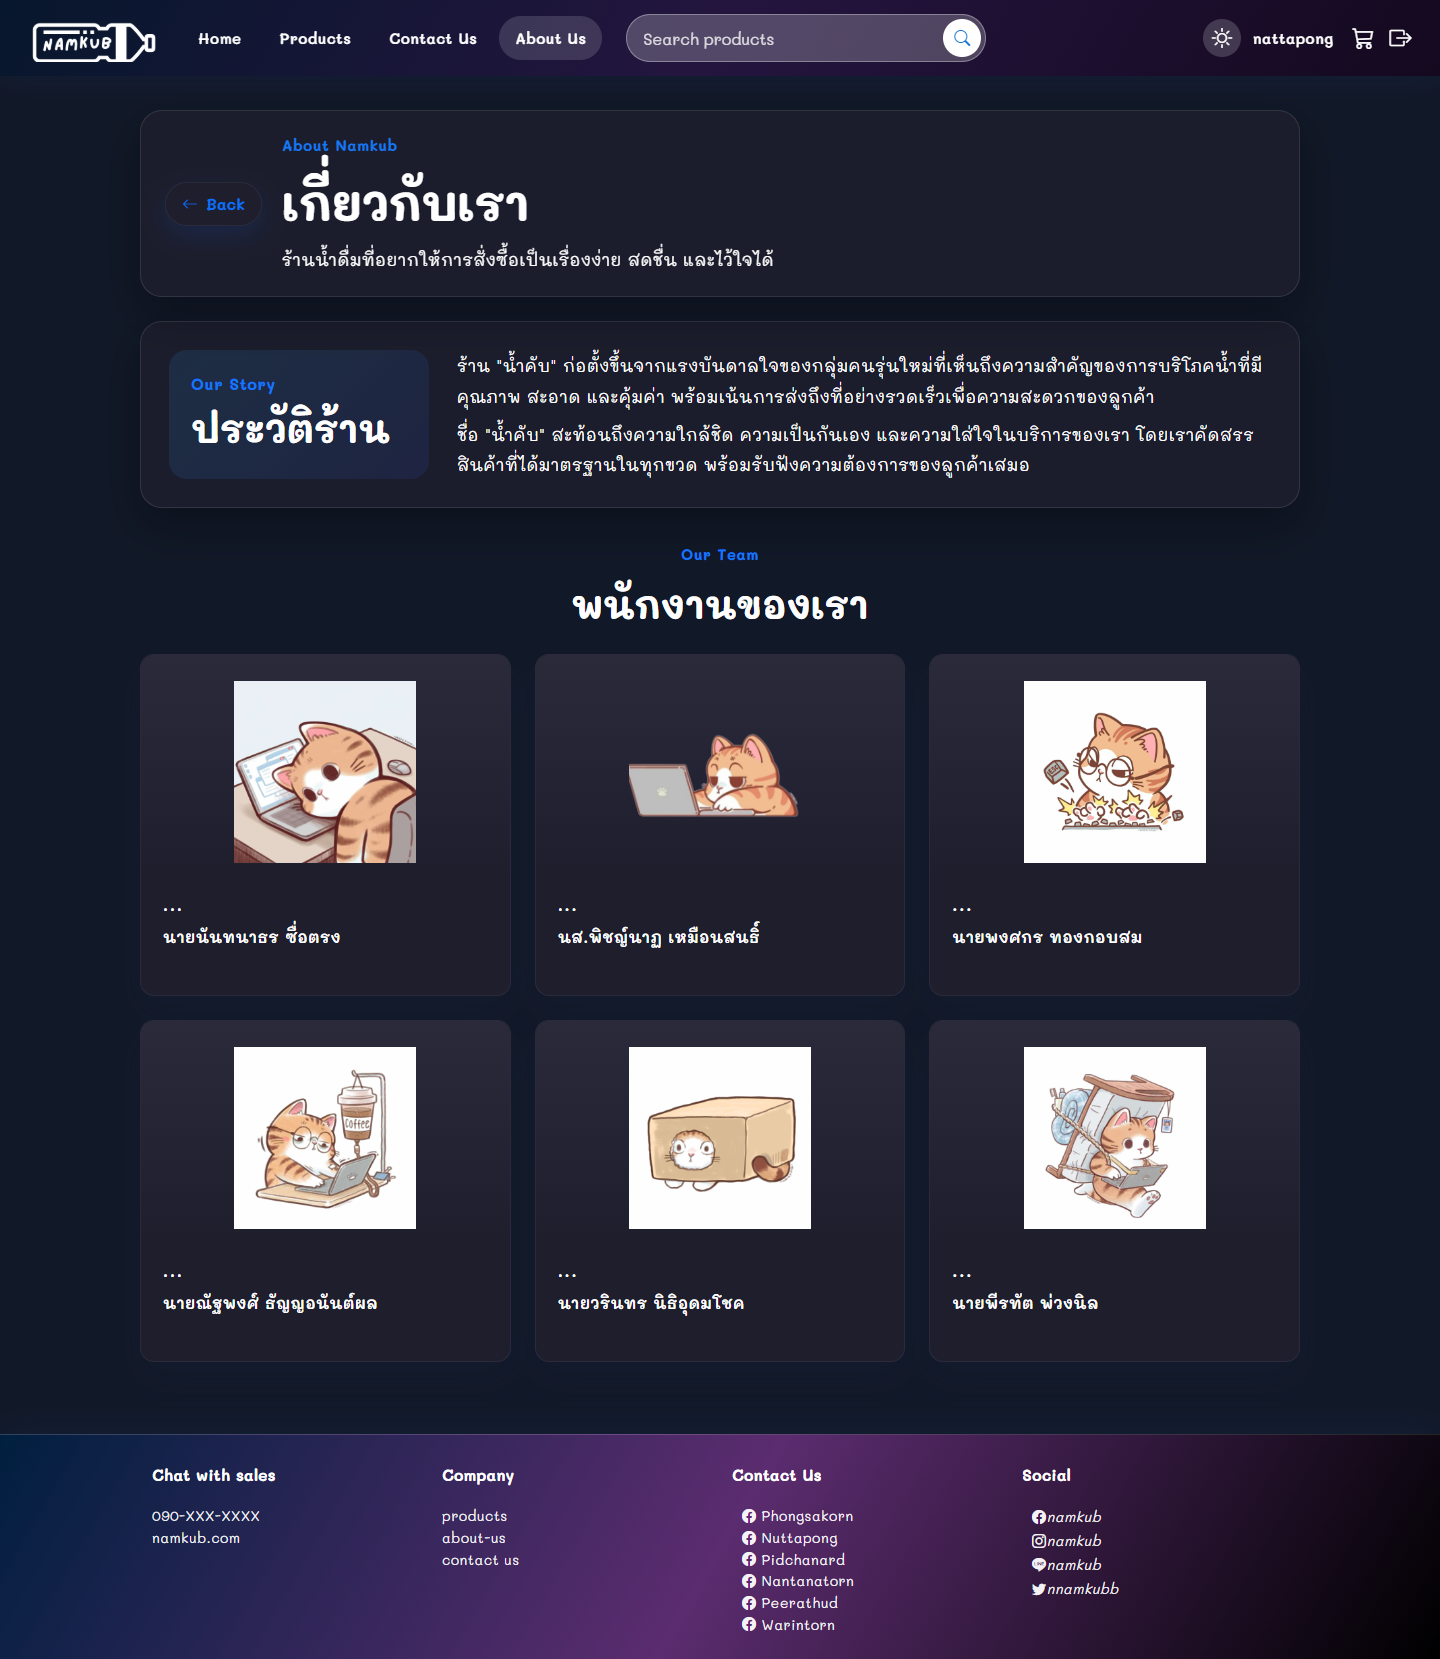 NAMKUB
Home
Products
Contact Us
About Us
Search products
nattapong
About Namkub
Back
เกี่ยวกับเรา
ร้านน้ำดื่มที่อยากให้การสั่งซื้อเป็นเรื่องง่าย สดชื่น และไว้ใจได้
Our Story
ประวัติร้าน
ร้าน "น้ำคับ" ก่อตั้งขึ้นจากแรงบันดาลใจของกลุ่มคนรุ่นใหม่ที่เห็นถึงความสำคัญของการบริโภคน้ำที่มี
คุณภาพ สะอาด และคุ้มค่า พร้อมเน้นการส่งถึงที่อย่างรวดเร็วเพื่อความสะดวกของลูกค้า
ชื่อ "น้ำคับ" สะท้อนถึงความใกล้ชิด ความเป็นกันเอง และความใส่ใจในบริการของเรา โดยเราคัดสรร
สินค้าที่ได้มาตรฐานในทุกขวด พร้อมรับฟังความต้องการของลูกค้าเสมอ
Our Team
พนักงานของเรา
...
นายนันทนาธร ซื่อตรง
...
นส.พิชญ์นาฏ เหมือนสนธิ์
...
นายพงศกร ทองกอบสม
Coffee
...
นายณัฐพงศ์ ธัญญอนันต์ผล
...
นายวรินทร นิธิอุดมโชค
...
นายพีรทัต พ่วงนิล
Chat with sales
090-XXX-XXXX
namkub.com
Company
products
about-us
contact us
Contact Us
Phongsakorn
Nuttapong
Pidchanard
Nantanatorn
Peerathud
Warintorn
Social
namkub
namkub
namkub
nnamkubb